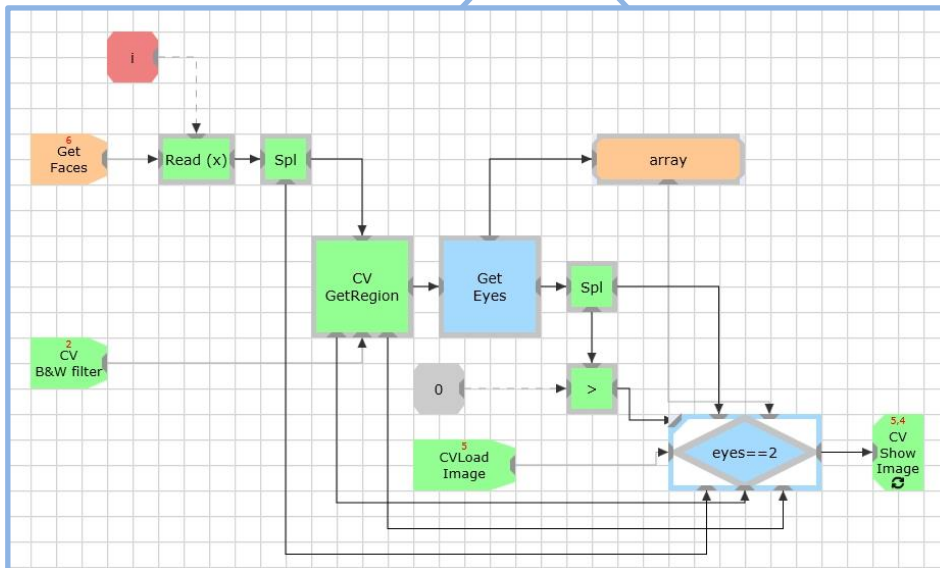 i
6
Get
Faces
Read (x)
Spl
array
CV
GetRegion
Get
Eyes
Spl
2
CV
B&W filter
0
>
5
CVLoad
Image
eyes==2
5,4
CV
Show
Image